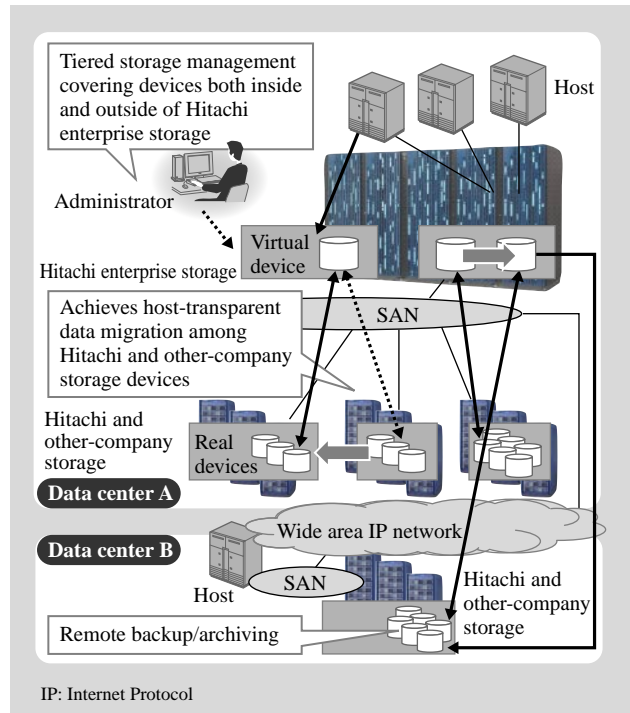 Tiered storage management
covering devices both inside
and outside of Hitachi
enterprise storage
Host
Administrator
Virtual
device
Hitachi enterprise storage
Achieves host-transparent
data migration among
Hitachi and other-company
storage devices
SAN
Hitachi and
other-company
storage
Real
devices
Data center A
Wide area IP network
Data center B
Host
SAN
Hitachi and
other-company
storage
Remote backup/archiving
IP: Internet Protocol